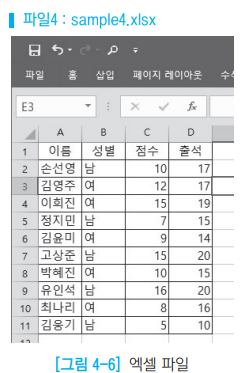 파일4 : sample4.xlsx
파일 홈 삽입 페이지 레이아웃
E3 fx
A B C D
1 이름 성별 점수 출석
2 손선영 남 10 17
3 김영주 여 12 17
4 이희진 여 15 19
5 정지민 남 7 15
6 김윤미 여 9 14
7 고상준 남 15 20
8 박혜진 여 10 15
9 유인석 남 16 20
10 최나리 여 8 16
11 김응기 남 5 10
[그림 4-6] 엑셀 파일